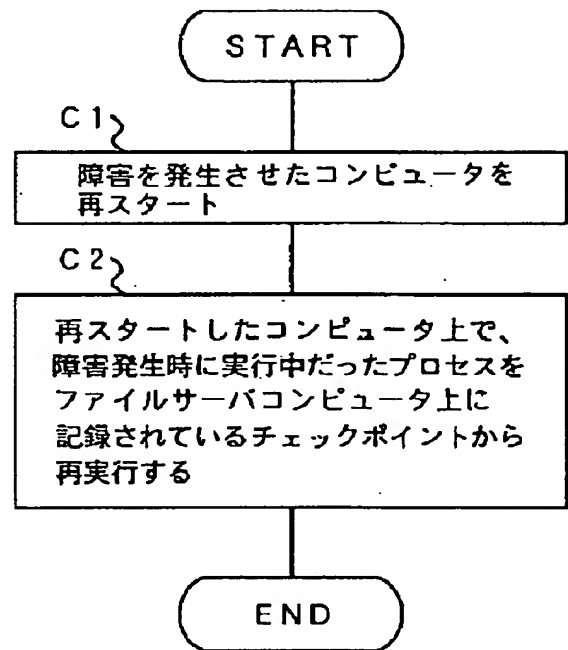 START
C1
障害を発生させたコンピュータを
再スタート
C2
再スタートしたコンピュータ上で、
障害発生時に実行中だったプロセスを
ファイルサーバコンピュータ上に
記録されているチェックポイントから
再実行する
END